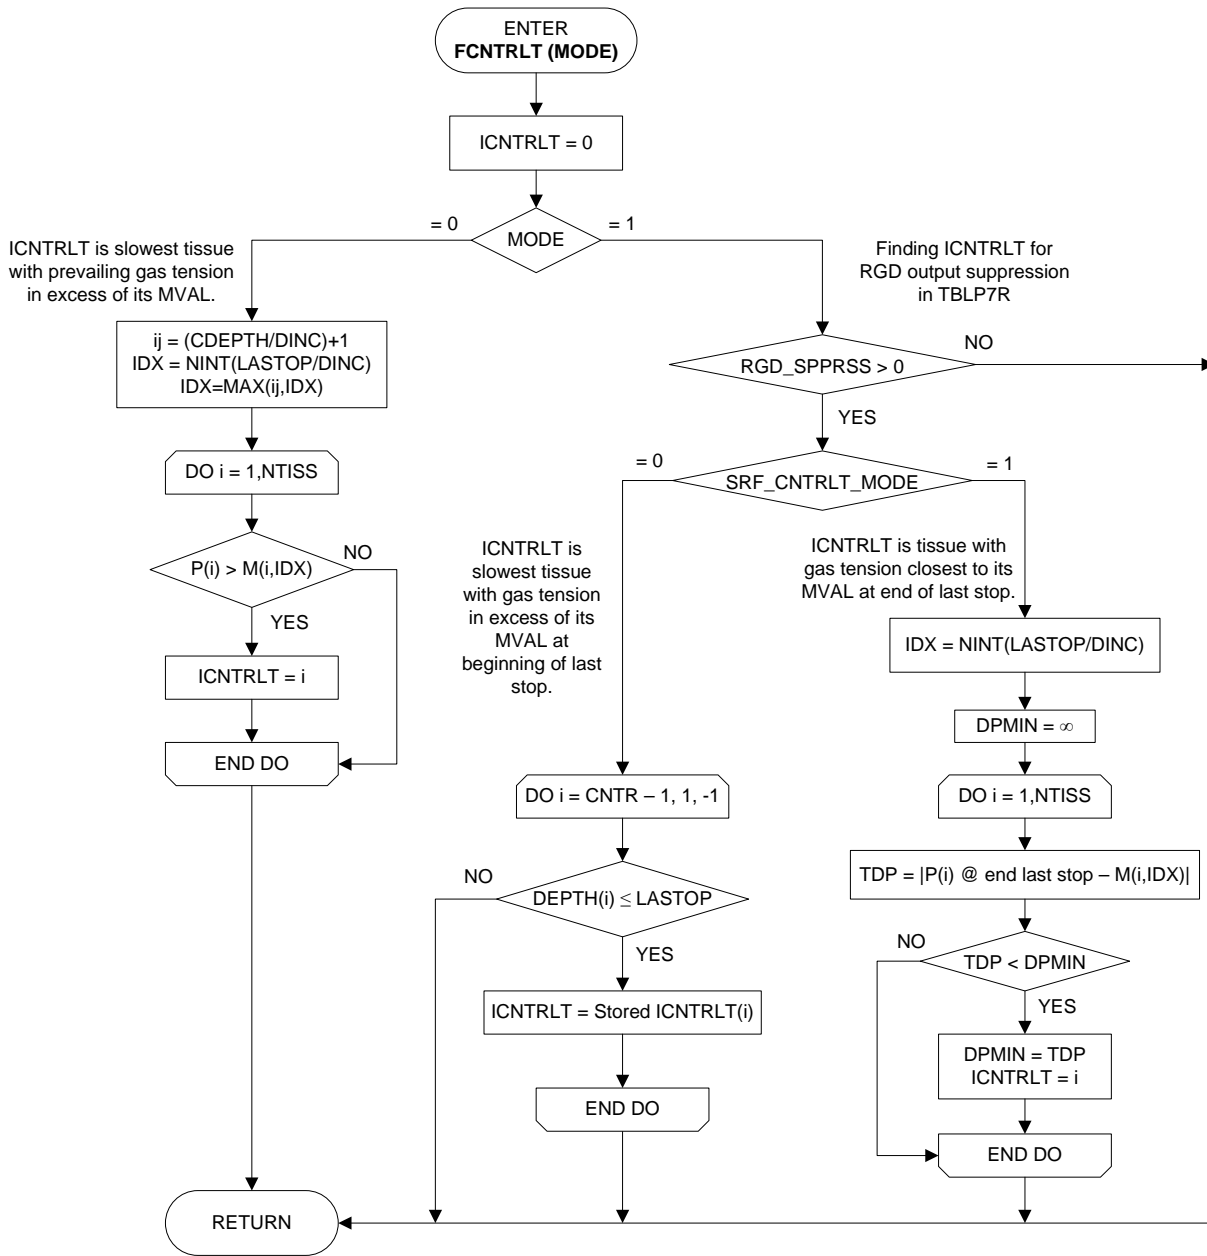 ENTER
FCNTRLT (MODE)
ICNTRLT = 0
= 0
MODE
= 1
ICNTRLT is slowest tissue
with prevailing gas tension
in excess of its MVAL.
ij = (CDEPTH/DINC)+1
IDX = NINT(LASTOP/DINC)
IDX=MAX(ij,IDX)
DO i = 1,NTISS
P(i) > M(i,IDX)
NO
YES
ICNTRLT = i
END DO
Finding ICNTRLT for
RGD output suppression
in TBLP7R
RGD_SPPRSS > 0
NO
YES
= 0
SRF_CNTRLT_MODE
= 1
ICNTRLT is
slowest tissue
with gas tension
in excess of its
MVAL at
beginning of last
stop.
DO i = CNTR – 1, 1, -1
NO
DEPTH(i) ≤ LASTOP
YES
ICNTRLT = Stored ICNTRLT(i)
END DO
ICNTRLT is tissue with
gas tension closest to its
MVAL at end of last stop.
IDX = NINT(LASTOP/DINC)
DPMIN = ∞
DO i = 1,NTISS
TDP = |P(i) @ end last stop – M(i,IDX)|
NO
TDP < DPMIN
YES
DPMIN = TDP
ICNTRLT = i
END DO
RETURN